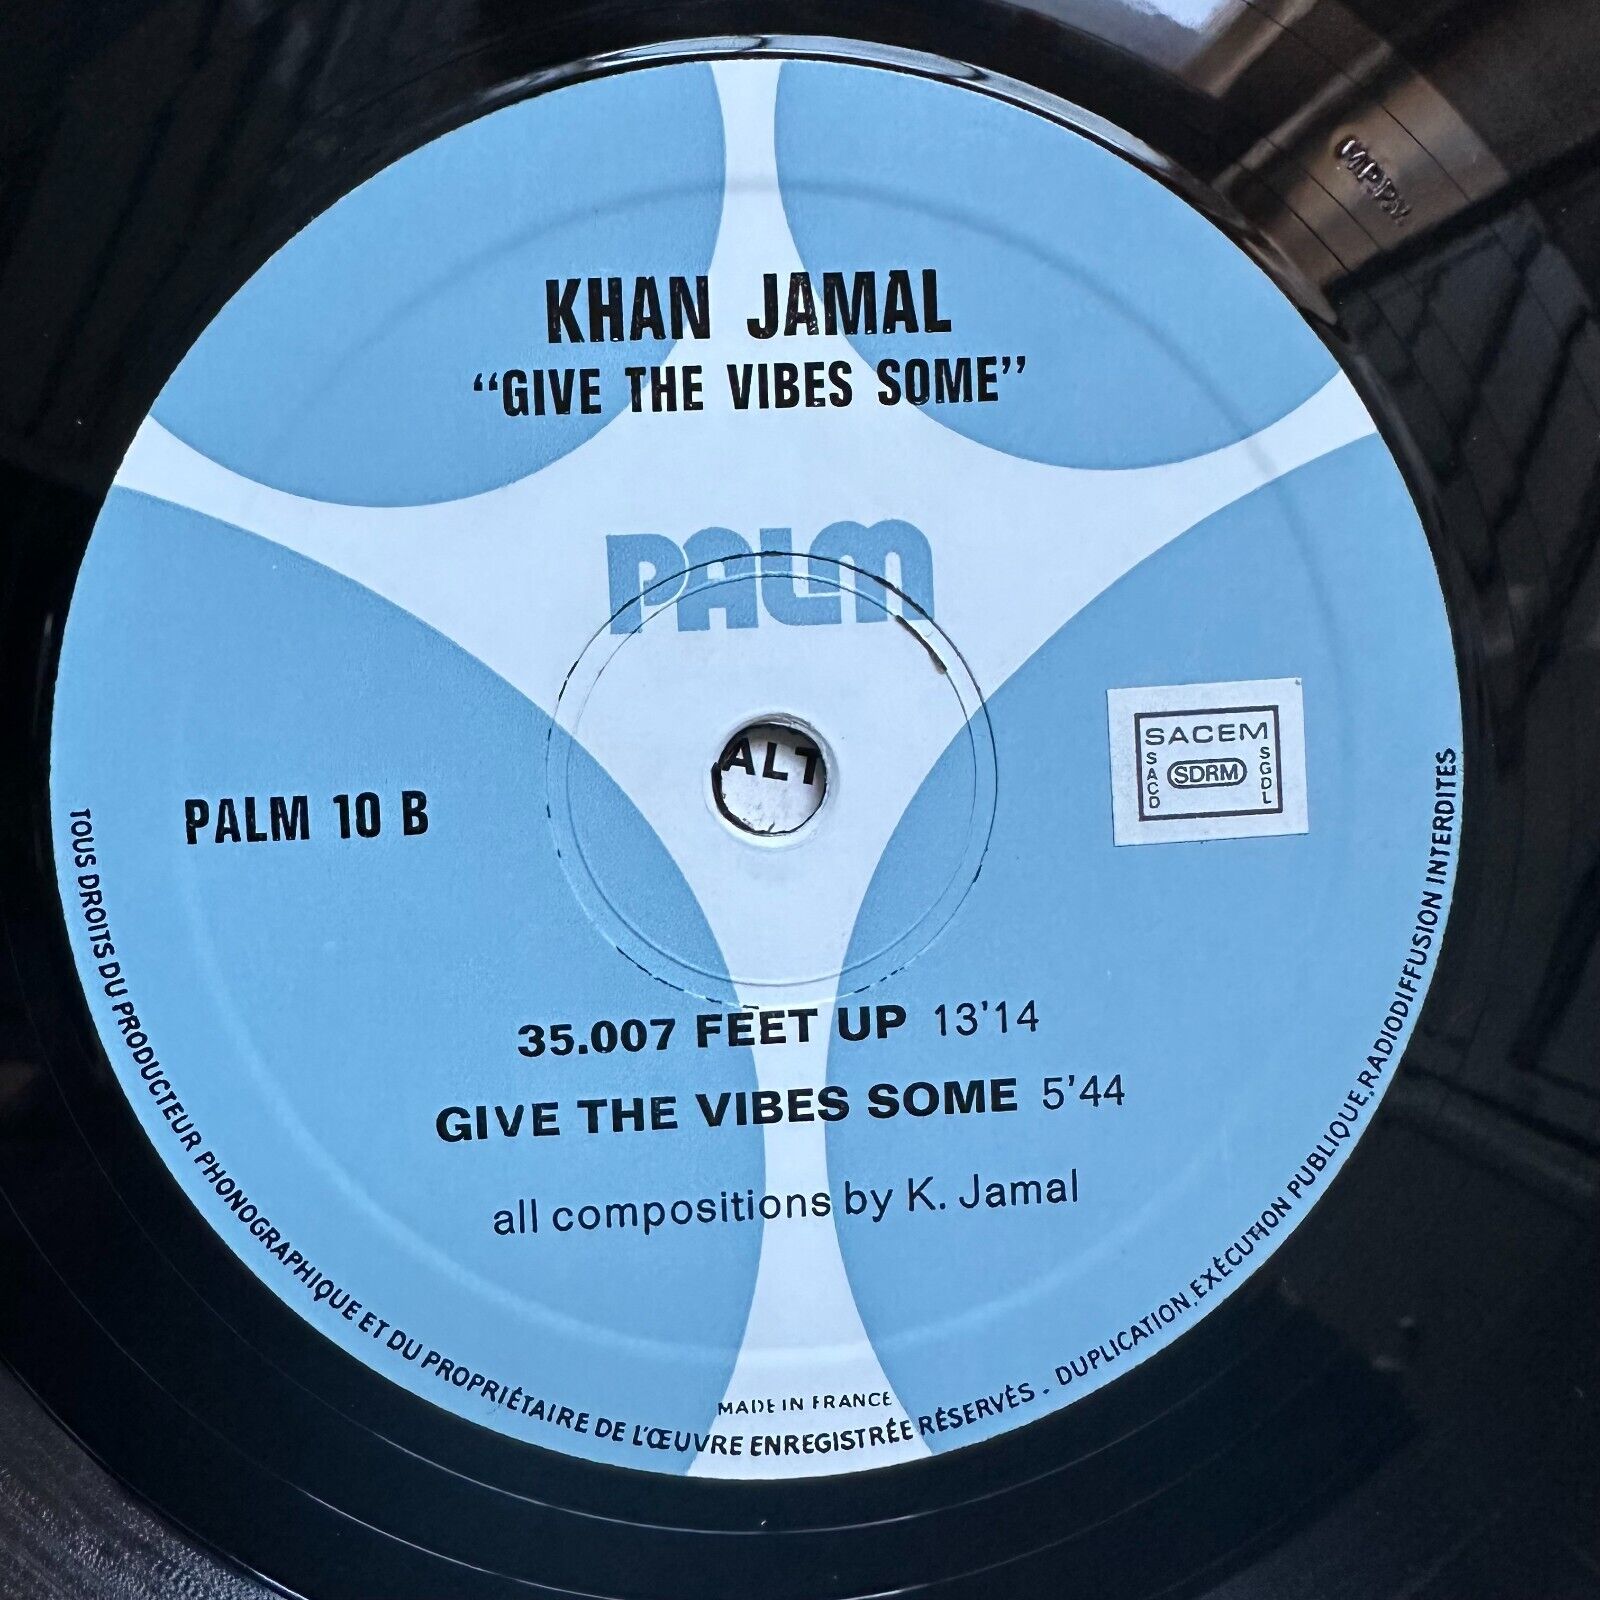 KHAN JAMAL
“GIVE THE VIBES SOME”
PALM
PALM 10 B
SACEM
SACD
SDRM
SGDL
ALT
35.007 FEET UP 13'14
GIVE THE VIBES SOME 5'44
all compositions by K. Jamal
MADE IN FRANCE
TOUS DROITS DU PRODUCTEUR PHONOGRAPHIQUE ET DU PROPRIÉTAIRE DE L'ŒUVRE ENREGISTRÉE RÉSERVÉS . DUPLICATION, EXÉCUTION PUBLIQUE, RADIODIFFUSION INTERDITES